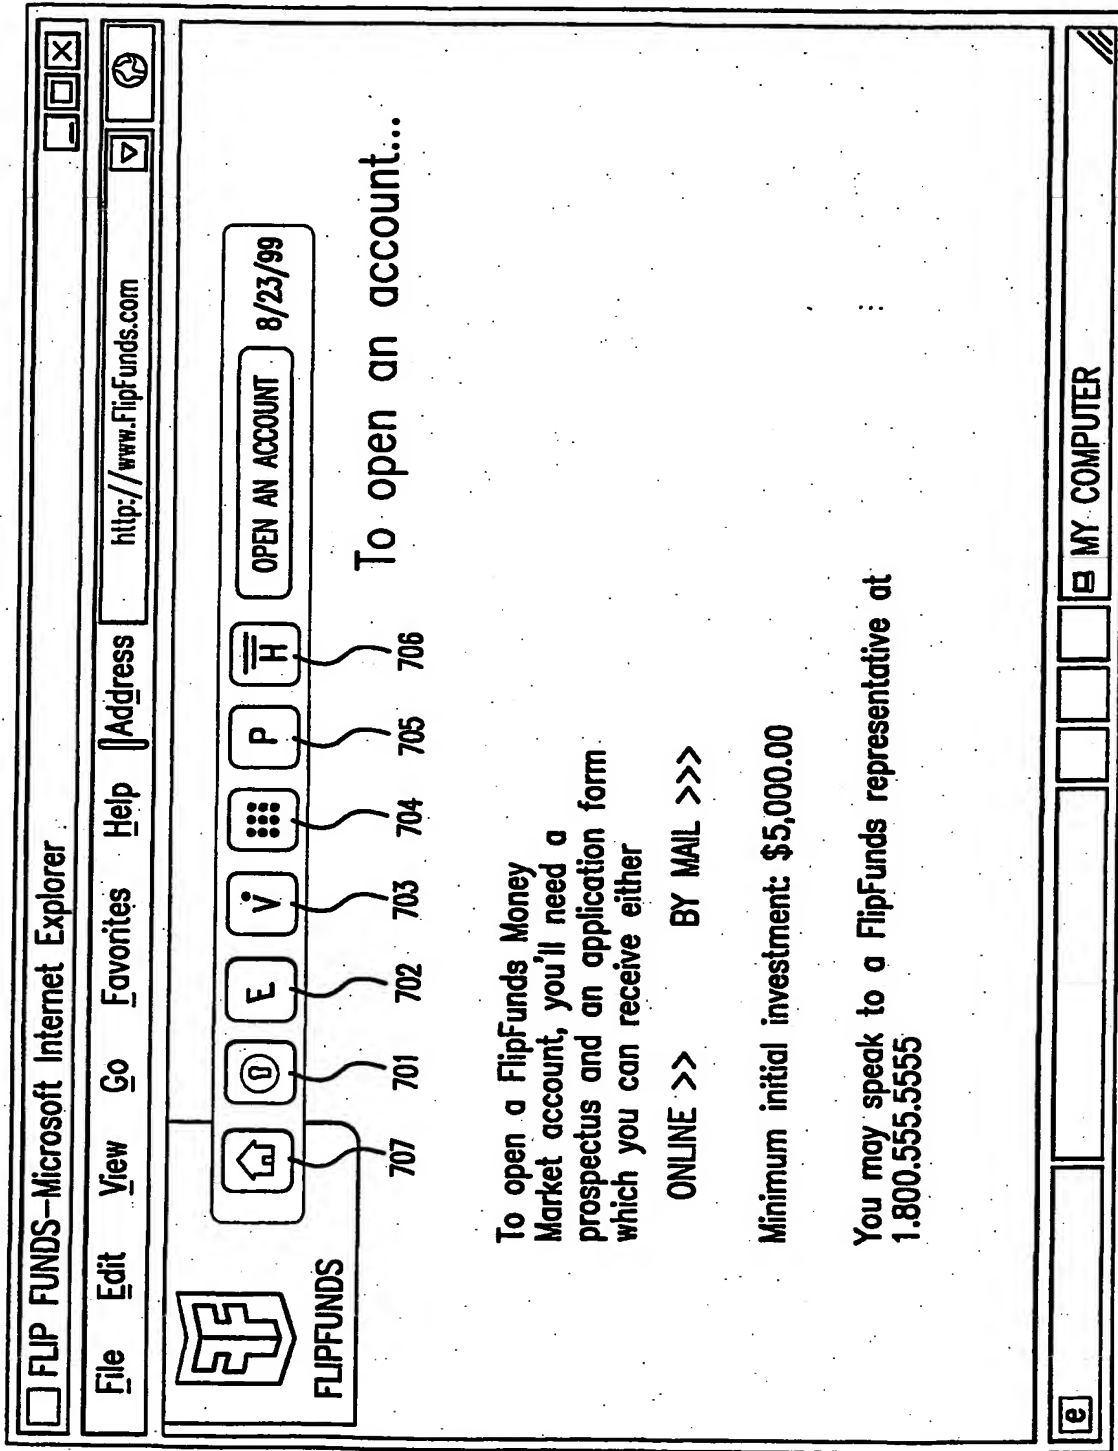 FLIP FUNDS–Microsoft Internet Explorer
File Edit View Go Favorites Help Address http://www.FlipFunds.com
FLIPFUNDS
E V P H OPEN AN ACCOUNT 8/23/99
707 701 702 703 704 705 706
To open an account...
To open a FlipFunds Money
Market account, you'll need a
prospectus and an application form
which you can receive either
ONLINE >> BY MAIL >>>
Minimum initial investment: $5,000.00
You may speak to a FlipFunds representative at
1.800.555.5555
e MY COMPUTER